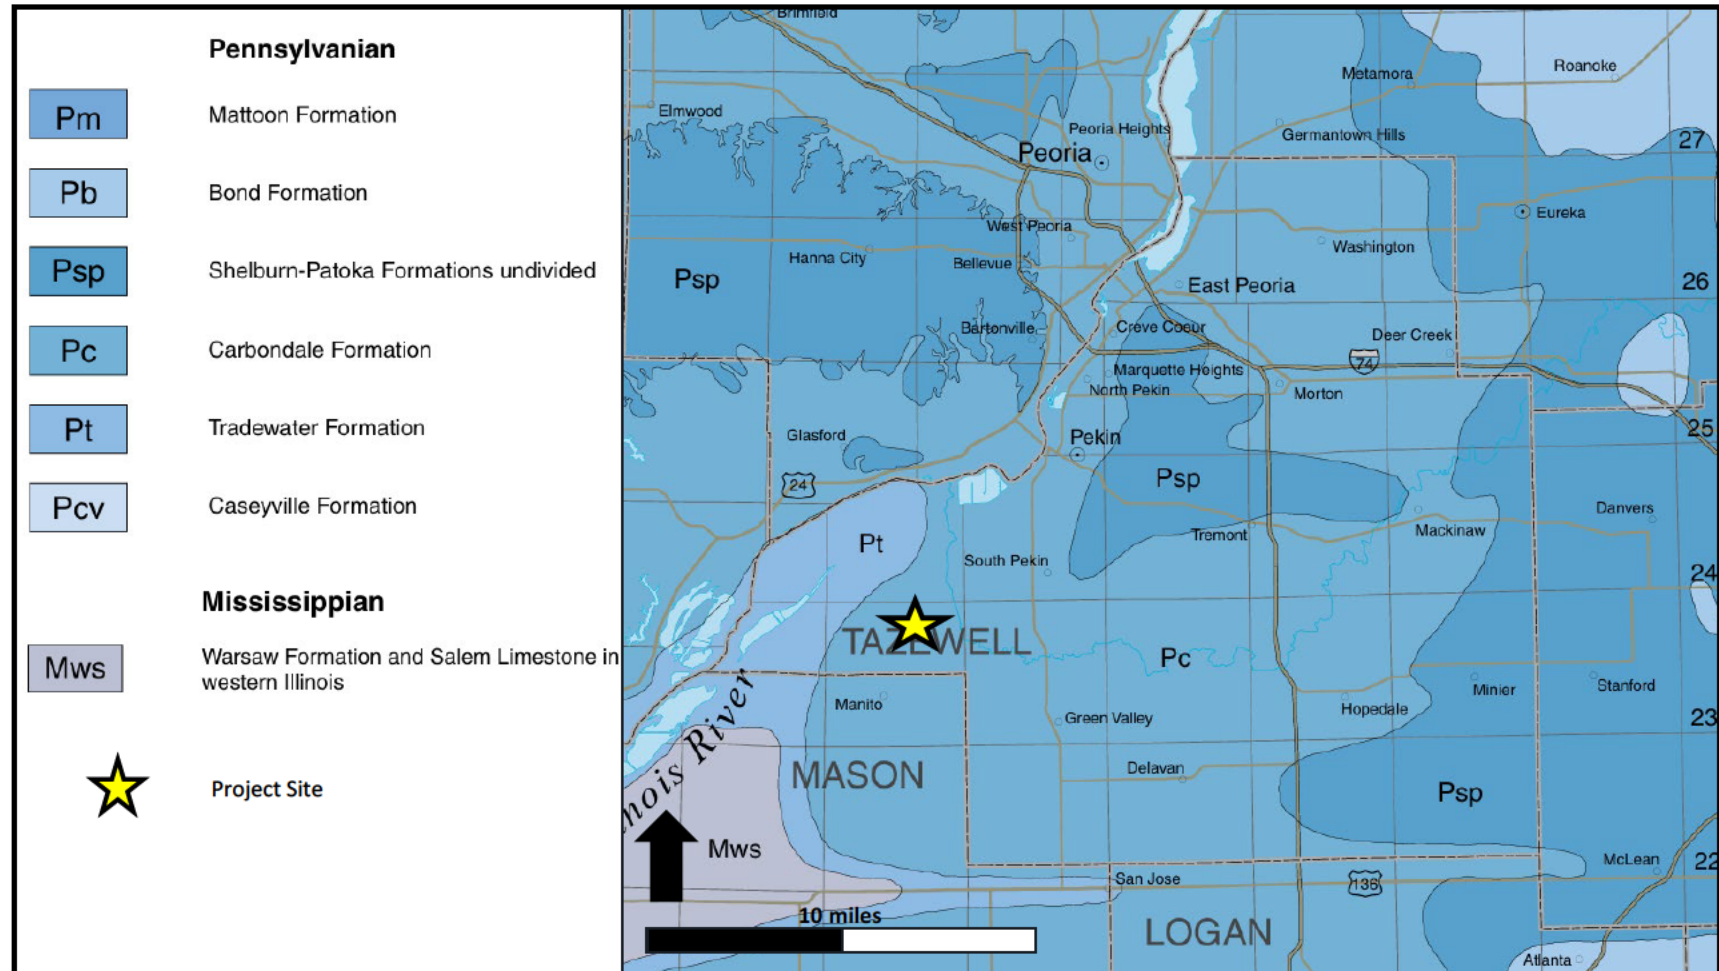 Pennsylvanian
Pm
Mattoon Formation
Pb
Bond Formation
Psp
Shelburn-Patoka Formations undivided
Pc
Carbondale Formation
Pt
Tradewater Formation
Pcv
Caseyville Formation
Mississippian
Mws
Warsaw Formation and Salem Limestone in
western Illinois
Project Site
Brimfield
Roanoke
Metamora
Elmwood
Peoria Heights
Germantown Hills
27
Peoria
Eureka
West Peoria
Washington
Hanna City
Bellevue
Psp
26
East Peoria
Bartonville
Creve Coeur
Deer Creek
74
Marquette Heights
North Pekin
Morton
25
Glasford
Pekin
Psp
24
Danvers
Mackinaw
Tremont
Pt
South Pekin
24
TAZEWELL
Pc
Minier
Stanford
Manito
Hopedale
Green Valley
23
nois River
Delavan
MASON
Psp
Mws
McLean
22
San Jose
136
10 miles
LOGAN
Atlanta